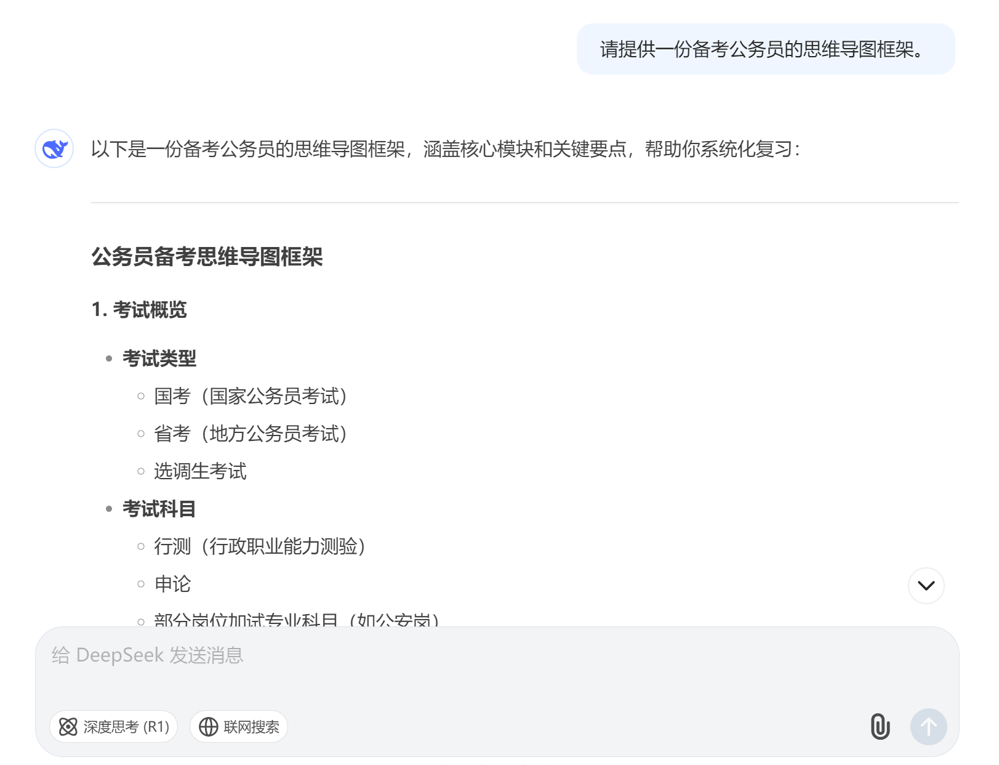 请提供一份备考公务员的思维导图框架。
以下是一份备考公务员的思维导图框架，涵盖核心模块和关键要点，帮助你系统化复习：
公务员备考思维导图框架
1. 考试概览
考试类型
国考（国家公务员考试）
省考（地方公务员考试）
选调生考试
考试科目
行测（行政职业能力测验）
申论
部分岗位加试专业科目（如公安岗）
给 DeepSeek 发送消息
深度思考 (R1) 联网搜索